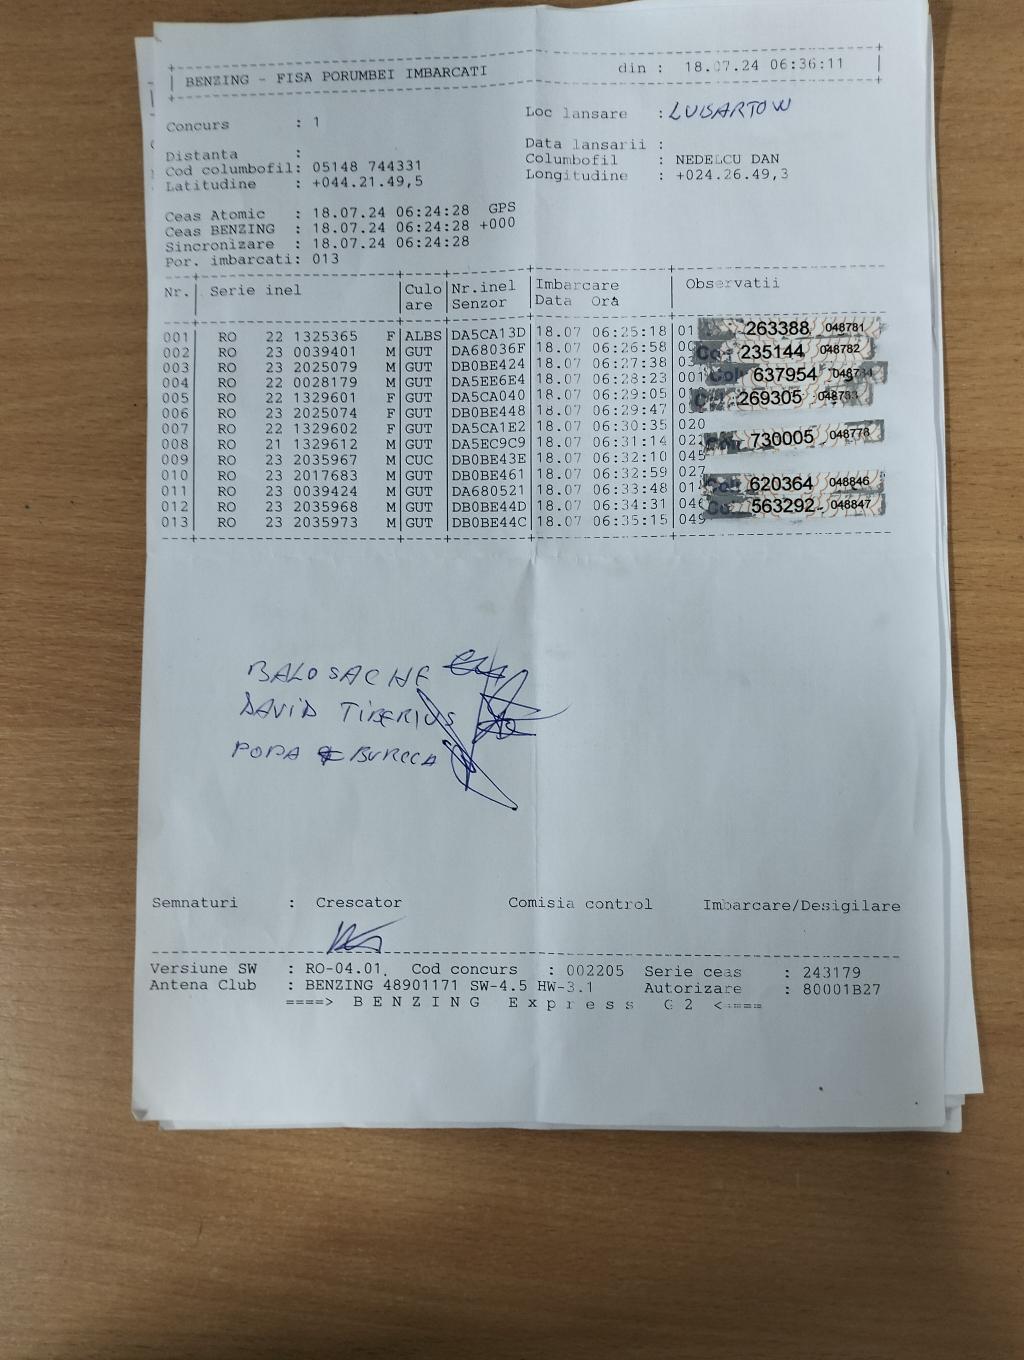 BENZING - FISA PORUMBEI IMBARCATI din : 18.07.24 06:36:11
Concurs : 1 Loc lansare : LUBARTOW
Distanta : Data lansarii :
Cod columbofil: 05148 744331 Columbofil : NEDELCU DAN
Latitudine : +044.21.49,5 Longitudine : +024.26.49,3
Ceas Atomic : 18.07.24 06:24:28 GPS
Ceas BENZING : 18.07.24 06:24:28 +000
Sincronizare : 18.07.24 06:24:28
Por. imbarcati: 013
Nr. Serie inel Culo Nr.inel Imbarcare Observatii
are Senzor Data Ora
001 RO 22 1325365 F ALBS DA5CA13D 18.07 06:25:18 01 263388 048781
002 RO 23 0039401 M GUT DA68036F 18.07 06:26:58 235144 048782
003 RO 23 2025079 M GUT DB0BE424 18.07 06:27:38 637954
004 RO 22 0028179 M GUT DA5EE6E4 18.07 06:28:23 001
005 RO 22 1329601 F GUT DA5CA040 18.07 06:29:05 269305
006 RO 23 2025074 F GUT DB0BE448 18.07 06:29:47
007 RO 22 1329602 F GUT DA5CA1E2 18.07 06:30:35 020
008 RO 21 1329612 M GUT DA5EC9C9 18.07 06:31:14 730005 048778
009 RO 23 2035967 M CUC DB0BE43E 18.07 06:32:10 045
010 RO 23 2017683 M GUT DB0BE461 18.07 06:32:59 027
011 RO 23 0039424 M GUT DA680521 18.07 06:33:48 620364 048846
012 RO 23 2035968 M GUT DB0BE44D 18.07 06:34:31 563292 048847
013 RO 23 2035973 M GUT DB0BE44C 18.07 06:35:15 049
BALOSACHE
DAVID TIBERIUS
POPA BURCEA
Semnaturi : Crescator Comisia control Imbarcare/Desigilare
Versiune SW : RO-04.01. Cod concurs : 002205 Serie ceas : 243179
Antena Club : BENZING 48901171 SW-4.5 HW-3.1 Autorizare : 80001B27
====> B E N Z I N G E x p r e s s G 2 <====